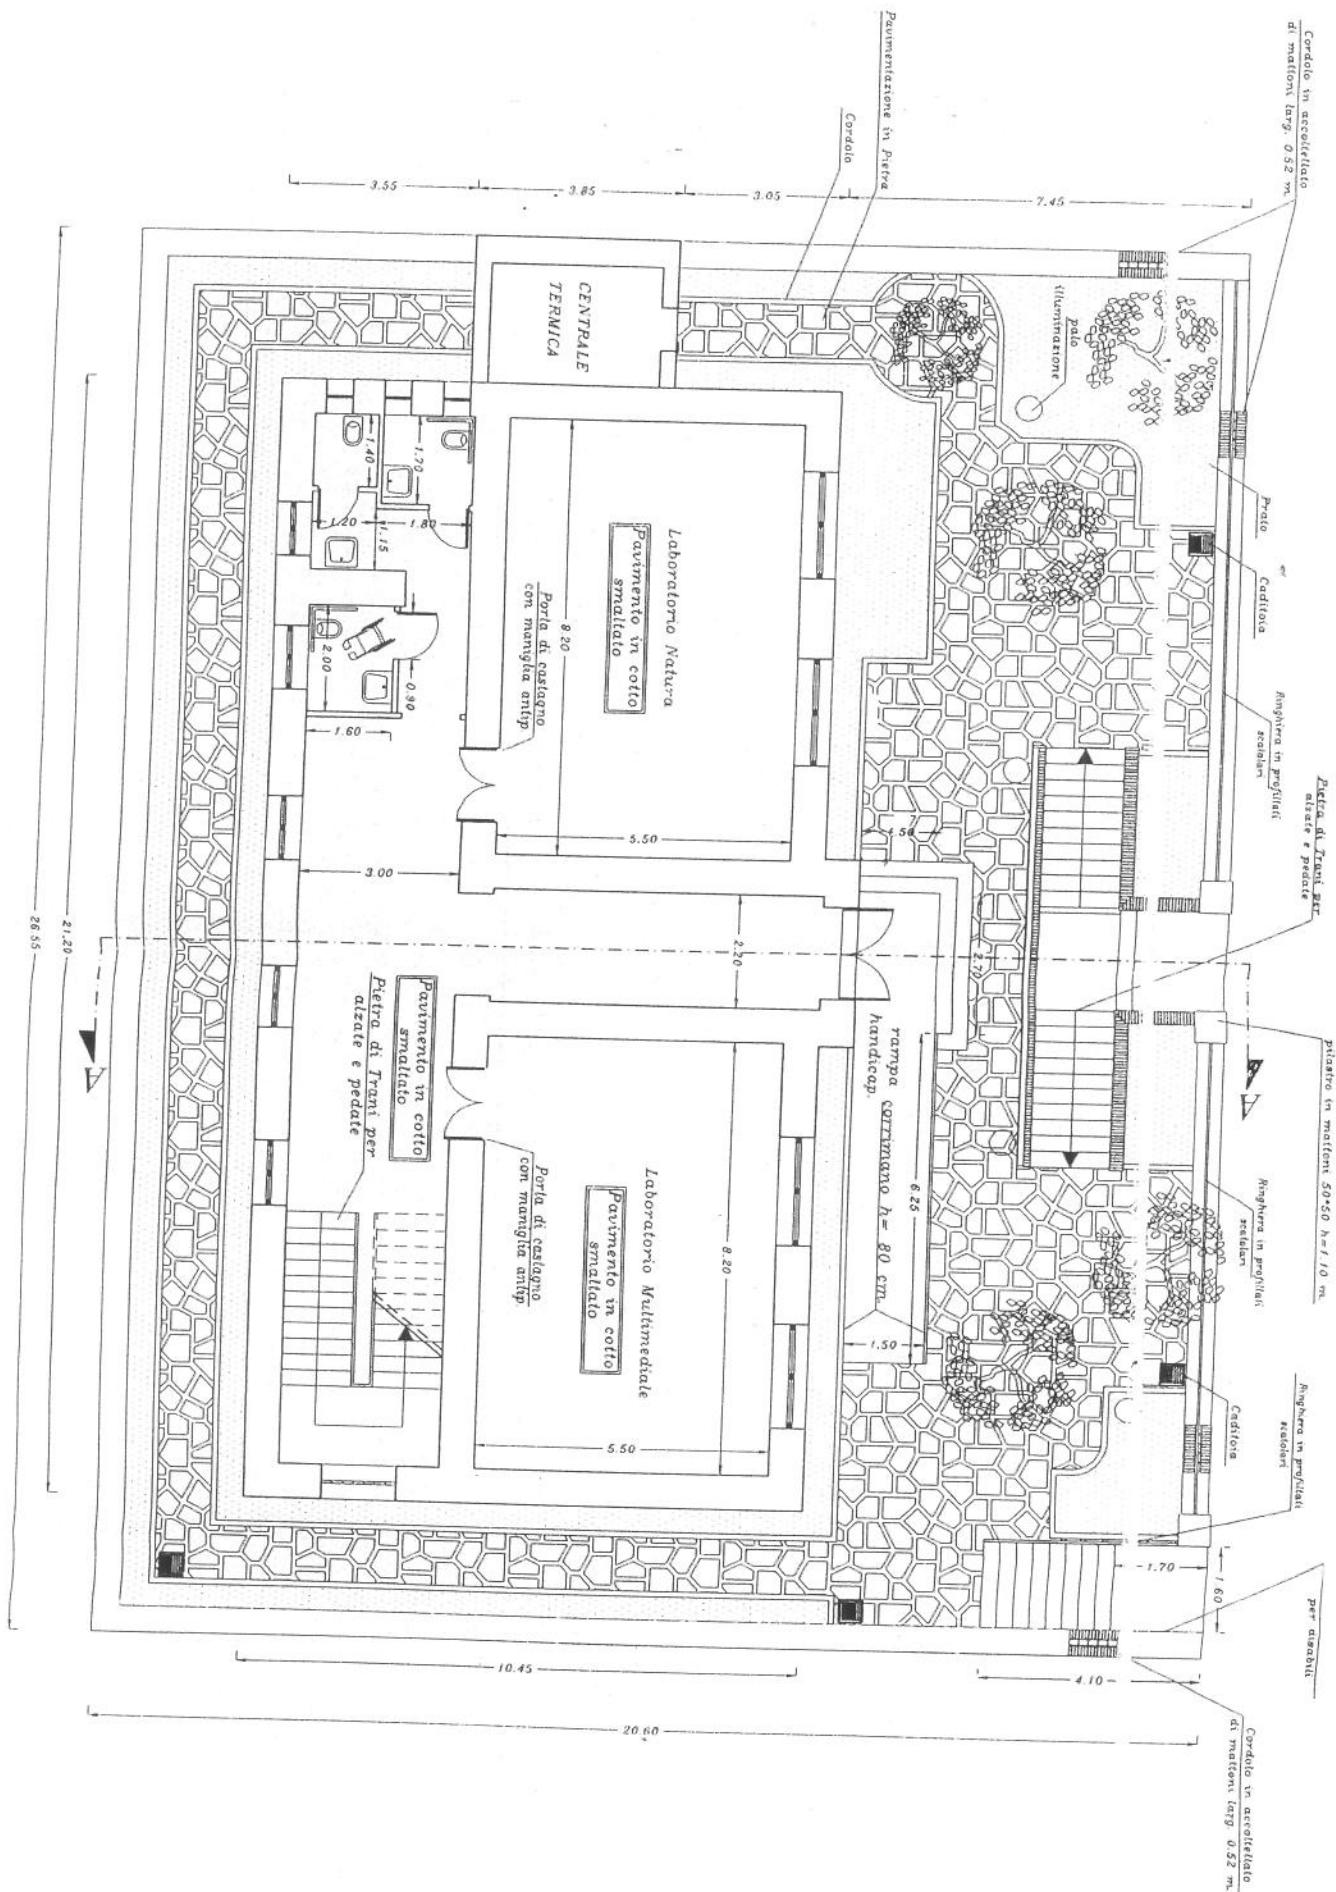 Cordolo in accoltellato
di mattoni larg. 0.52 m
Pavimentazione in Pietra
Cordolo
3.55
3.85
3.05
7.45
CENTRALE
TERMICA
palo
illuminazione
Prato
Caditoia
Ringhiera in profilati
scatolari
Pietra di Trani per
alzate e pedate
pilastro in mattoni 50*50 h=1.10 m
Ringhiera in profilati
scatolari
Caditoia
Ringhiera in profilati
scatolari
per disabili
Cordolo in accoltellato
di mattoni larg. 0.52 m
1.40
1.70
1.20
1.80
1.15
2.00
0.90
1.60
Laboratorio Natura
Pavimento in cotto
smaltato
8.20
5.50
Porta di castagno
con maniglia antip
3.00
2.20
1.50
2.70
rampa
handicap.
corrimano h= 80 cm
6.25
1.50
Pavimento in cotto
smaltato
Pietra di Trani per
alzate e pedate
Porta di castagno
con maniglia antip
Laboratorio Multimediale
Pavimento in cotto
smaltato
8.20
5.50
A
A
1.70
1.60
4.10
10.45
20.60
21.20
26.55